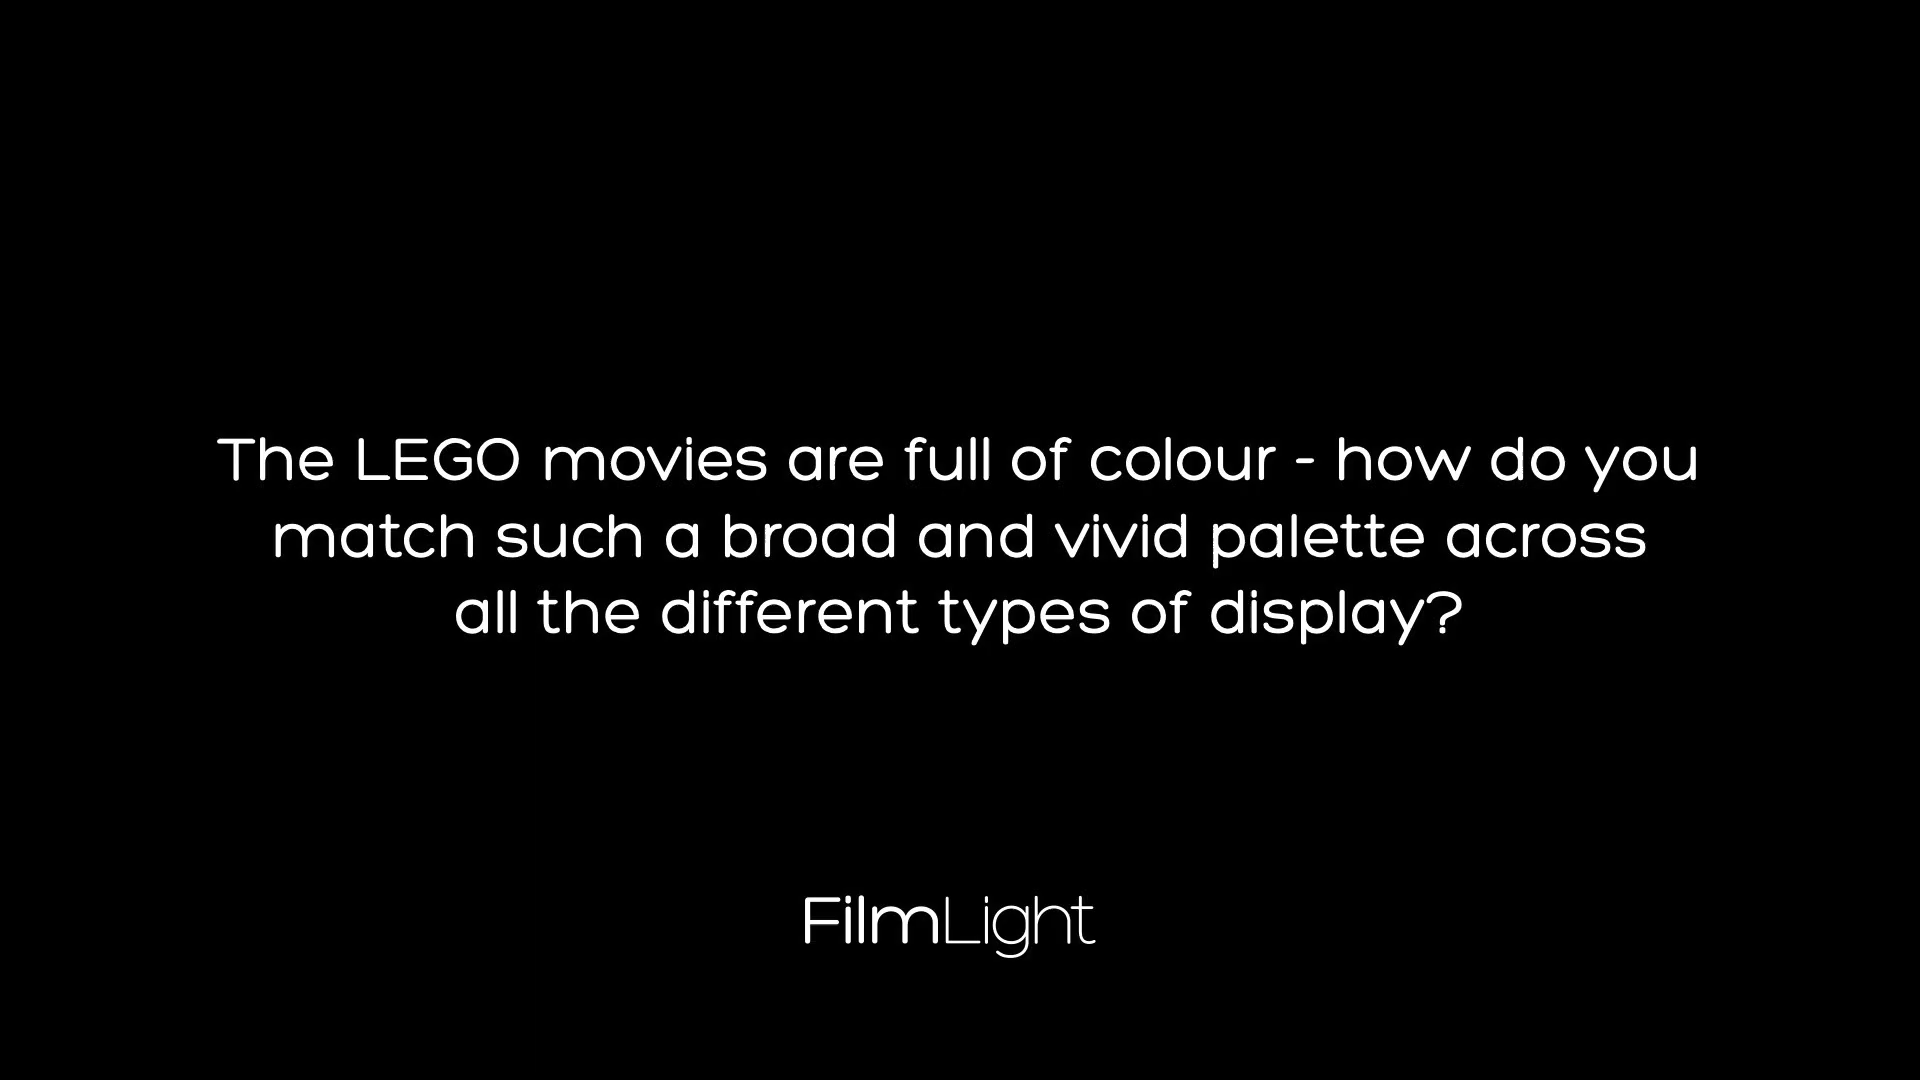 The LEGO movies are full of colour - how do you
match such a broad and vivid palette across
all the different types of display?
FilmLight